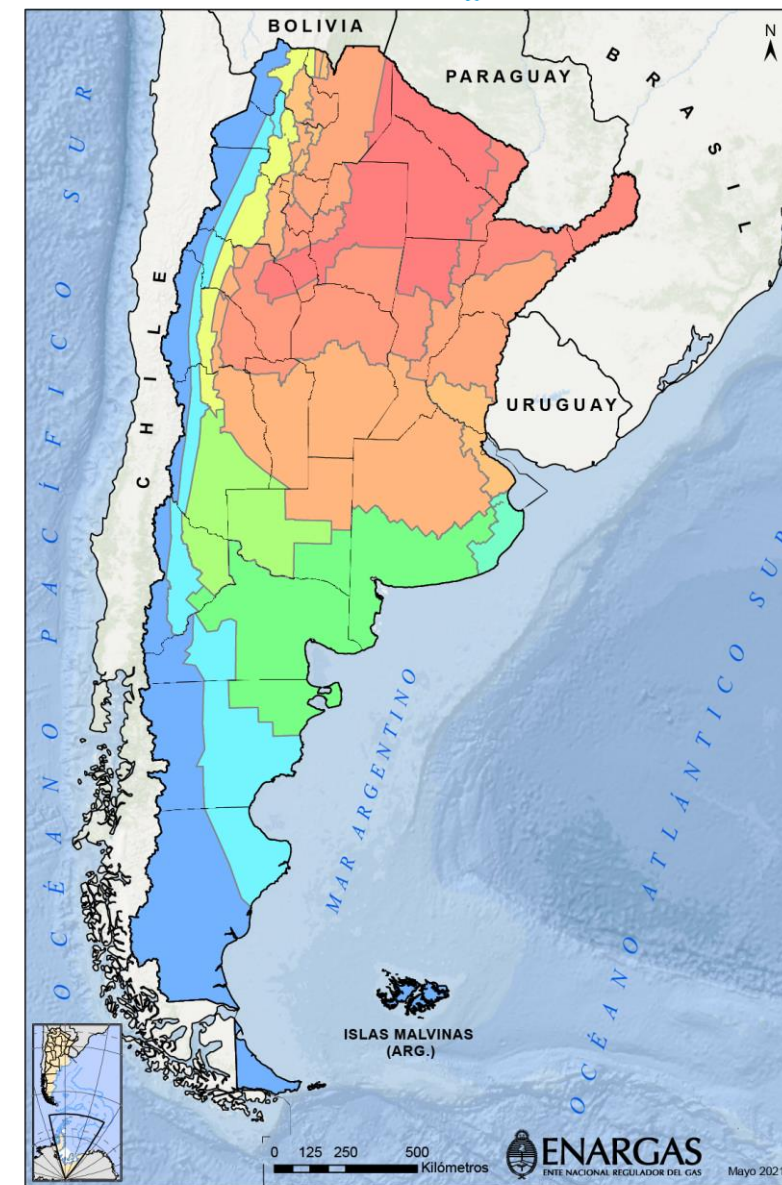 BOLIVIA
N
PARAGUAY
BRASIL
CHILE
URUGUAY
OCÉANO PACÍFICO SUR
MAR ARGENTINO
OCÉANO ATLÁNTICO SUR
ISLAS MALVINAS
(ARG.)
0 125 250 500
Kilómetros
ENARGAS
ENTE NACIONAL REGULADOR DEL GAS
Mayo 2021